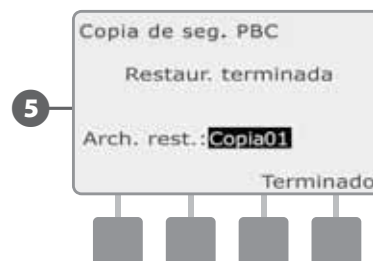 Copia de seg. PBC
Restaur. terminada
5
Arch. rest.:Copia01
Terminado